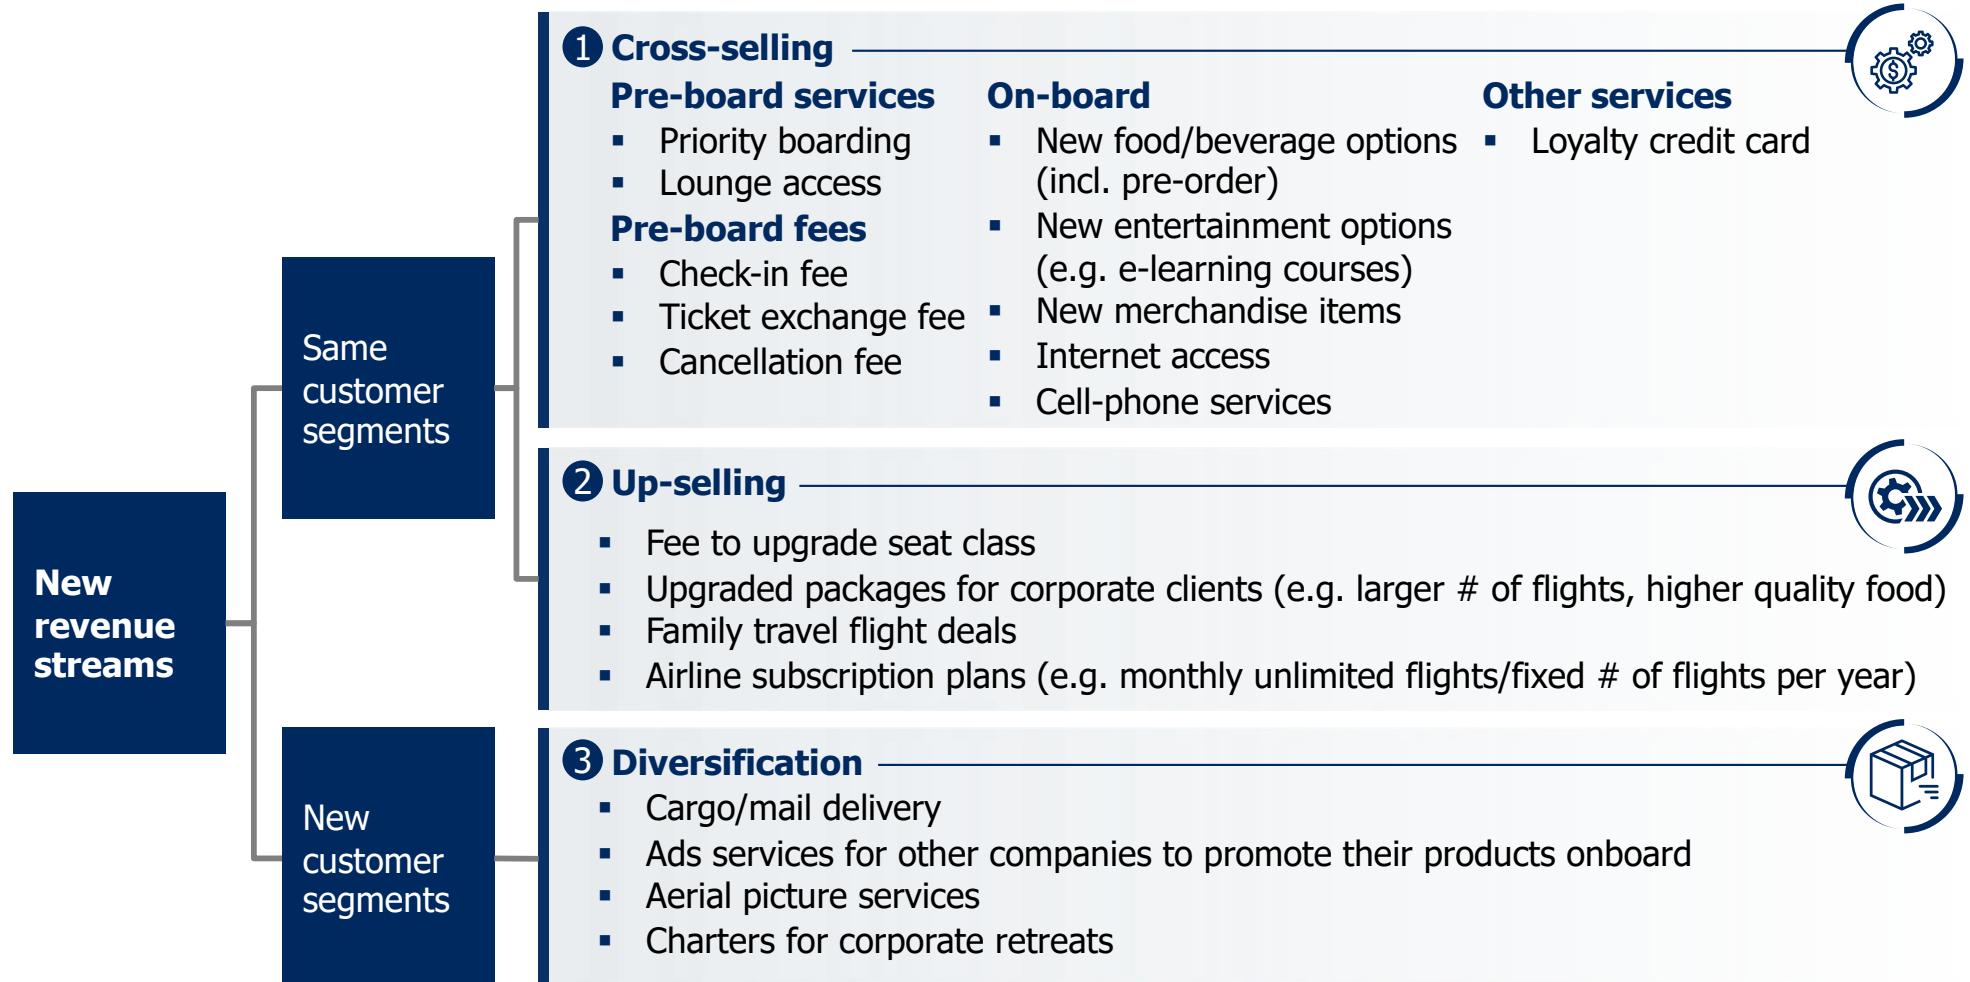 New
revenue
streams
Same
customer
segments
New
customer
segments
1 Cross-selling
Pre-board services
▪ Priority boarding
▪ Lounge access
Pre-board fees
▪ Check-in fee
▪ Ticket exchange fee
▪ Cancellation fee
On-board
▪ New food/beverage options
(incl. pre-order)
▪ New entertainment options
(e.g. e-learning courses)
▪ New merchandise items
▪ Internet access
▪ Cell-phone services
Other services
▪ Loyalty credit card
$
2 Up-selling
▪ Fee to upgrade seat class
▪ Upgraded packages for corporate clients (e.g. larger # of flights, higher quality food)
▪ Family travel flight deals
▪ Airline subscription plans (e.g. monthly unlimited flights/fixed # of flights per year)
3 Diversification
▪ Cargo/mail delivery
▪ Ads services for other companies to promote their products onboard
▪ Aerial picture services
▪ Charters for corporate retreats